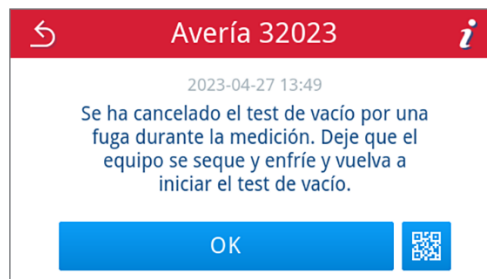 Avería 32023
i
2023-04-27 13:49
Se ha cancelado el test de vacío por una
fuga durante la medición. Deje que el
equipo se seque y enfríe y vuelva a
iniciar el test de vacío.
OK